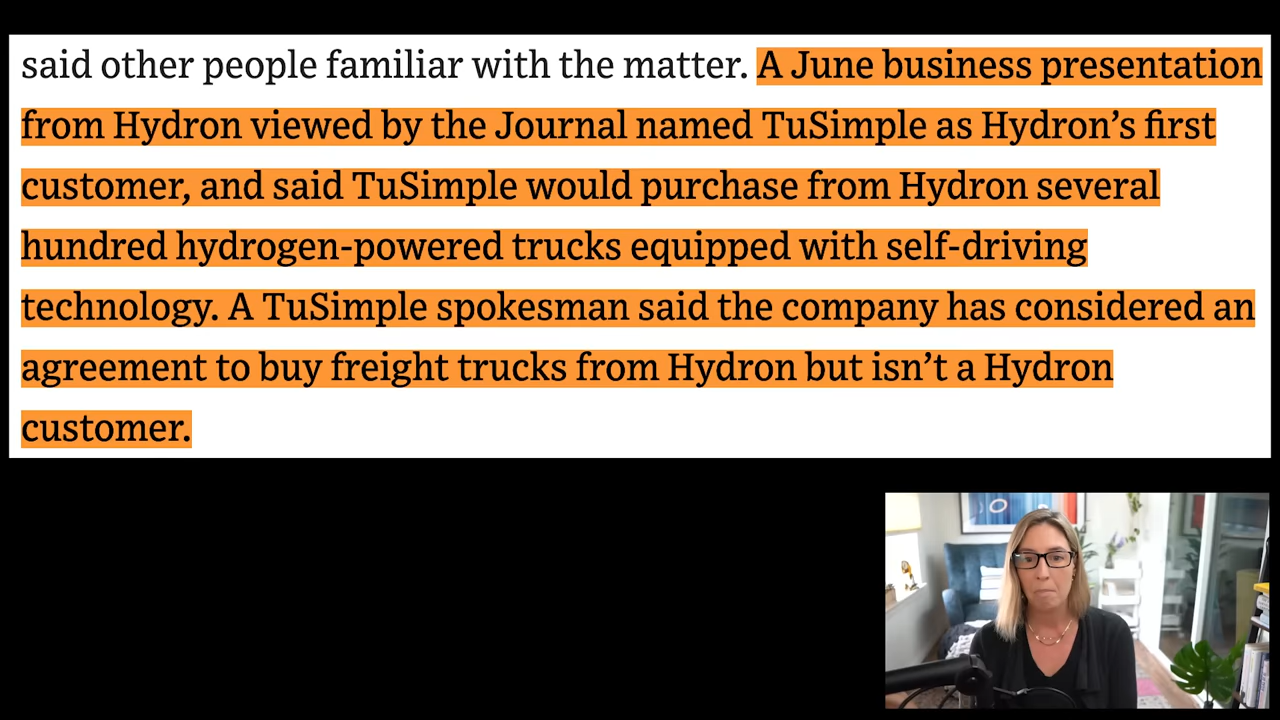 said other people familiar with the matter. A June business presentation
from Hydron viewed by the Journal named TuSimple as Hydron’s first
customer, and said TuSimple would purchase from Hydron several
hundred hydrogen-powered trucks equipped with self-driving
technology. A TuSimple spokesman said the company has considered an
agreement to buy freight trucks from Hydron but isn’t a Hydron
customer.